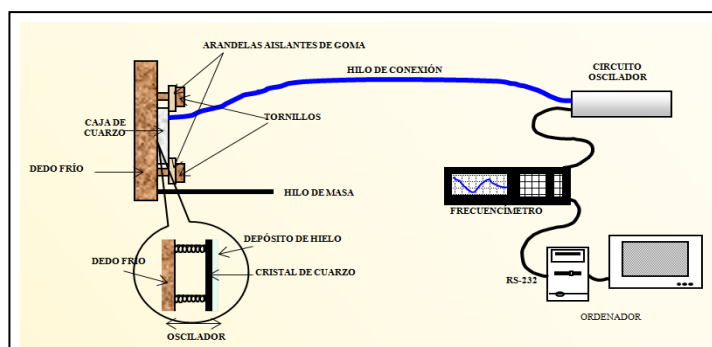 ARANDELAS AISLANTES DE GOMA
CIRCUITO
OSCILADOR
HILO DE CONEXIÓN
CAJA DE
CUARZO
TORNILLOS
DEDO FRÍO
HILO DE MASA
FRECUENCÍMETRO
DEPÓSITO DE HIELO
DEDO FRÍO
CRISTAL DE CUARZO
RS-232
ORDENADOR
OSCILADOR